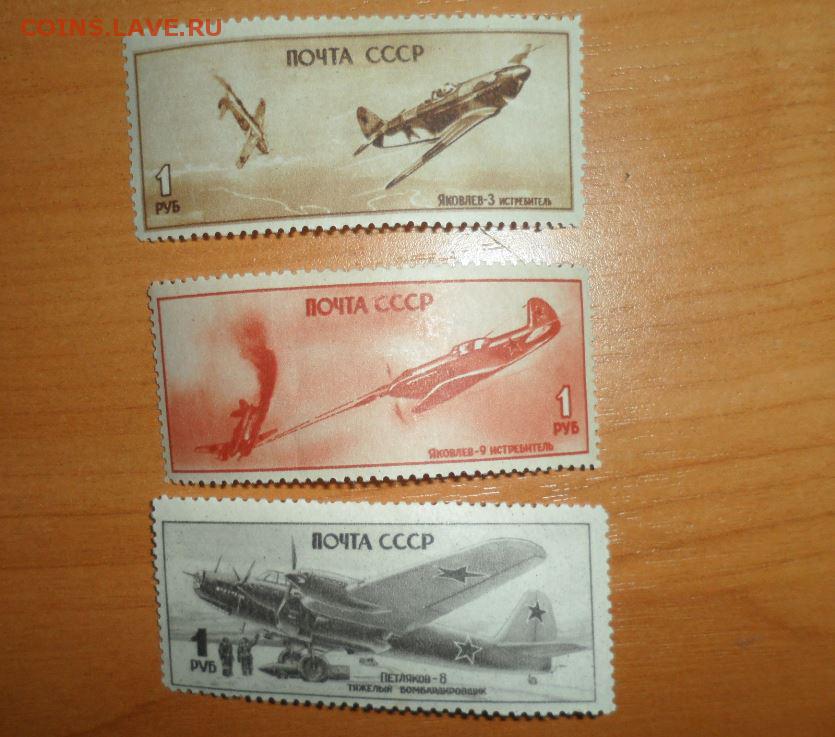 COINS.LAVE.RU
ПОЧТА СССР
1
РУБ
ЯКОВЛЕВ-3 ИСТРЕБИТЕЛЬ
ПОЧТА СССР
1
РУБ
ЯКОВЛЕВ-9 ИСТРЕБИТЕЛЬ
ПОЧТА СССР
1
РУБ
ПЕТЛЯКОВ-8
ТЯЖЕЛЫЙ БОМБАРДИРОВЩИК